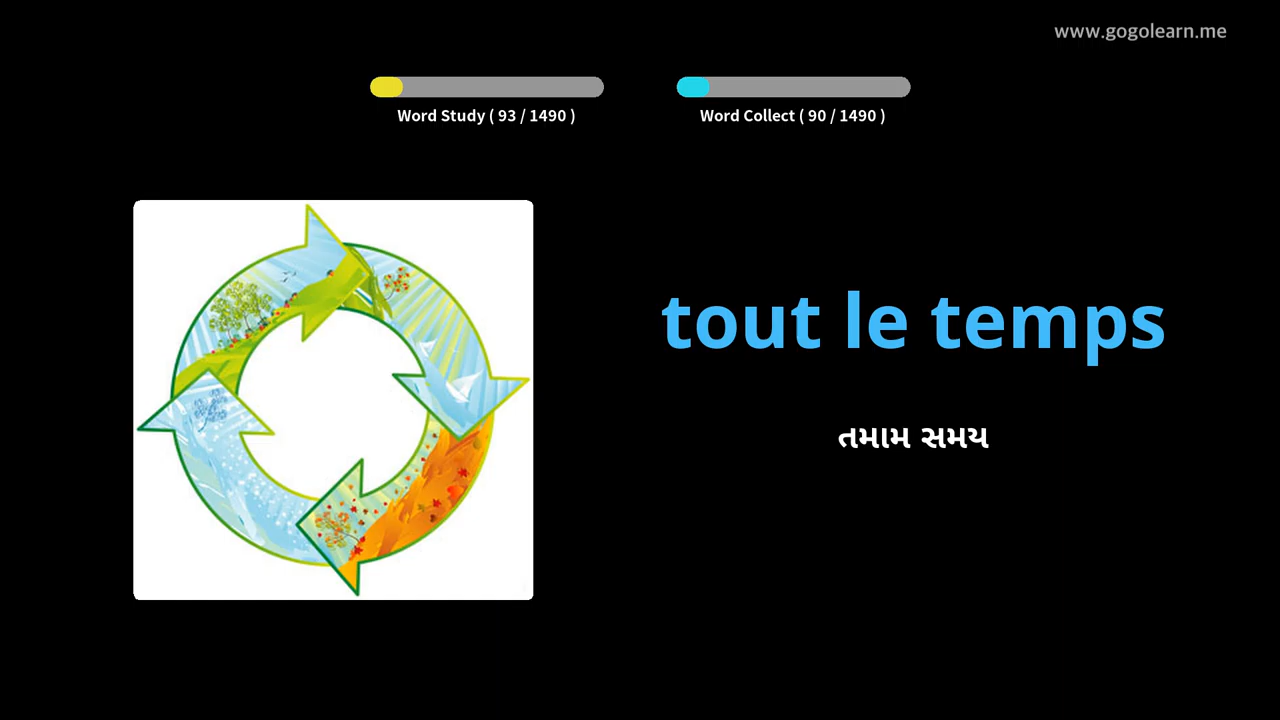 www.gogolearn.me
Word Study ( 93 / 1490 )
Word Collect ( 90 / 1490 )
tout le temps
તમામ સમય